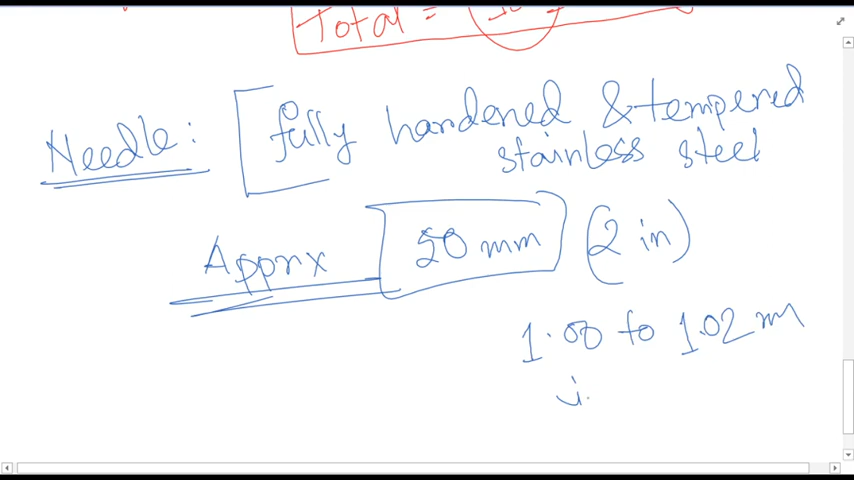 Total =
Needle: [fully hardened & tempered
stainless steel
Apprx 50 mm (2 in)
1.00 to 1.02 m
i